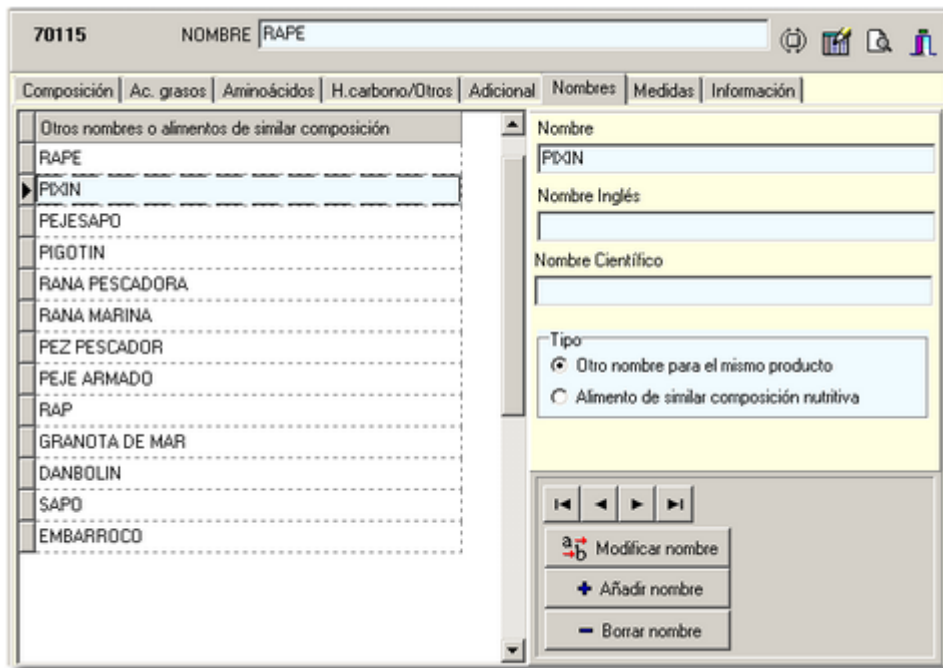 70115 NOMBRE RAPE
Composición Ac. grasos Aminoácidos H.carbono/Otros Adicional Nombres Medidas Información
Otros nombres o alimentos de similar composición
RAPE
PIXIN
PEJESAPO
PIGOTIN
RANA PESCADORA
RANA MARINA
PEZ PESCADOR
PEJE ARMADO
RAP
GRANOTA DE MAR
DANBOLIN
SAPO
EMBARROCO
Nombre
PIXIN
Nombre Inglés
Nombre Científico
Tipo
Otro nombre para el mismo producto
Alimento de similar composición nutritiva
a b Modificar nombre
Añadir nombre
Borrar nombre